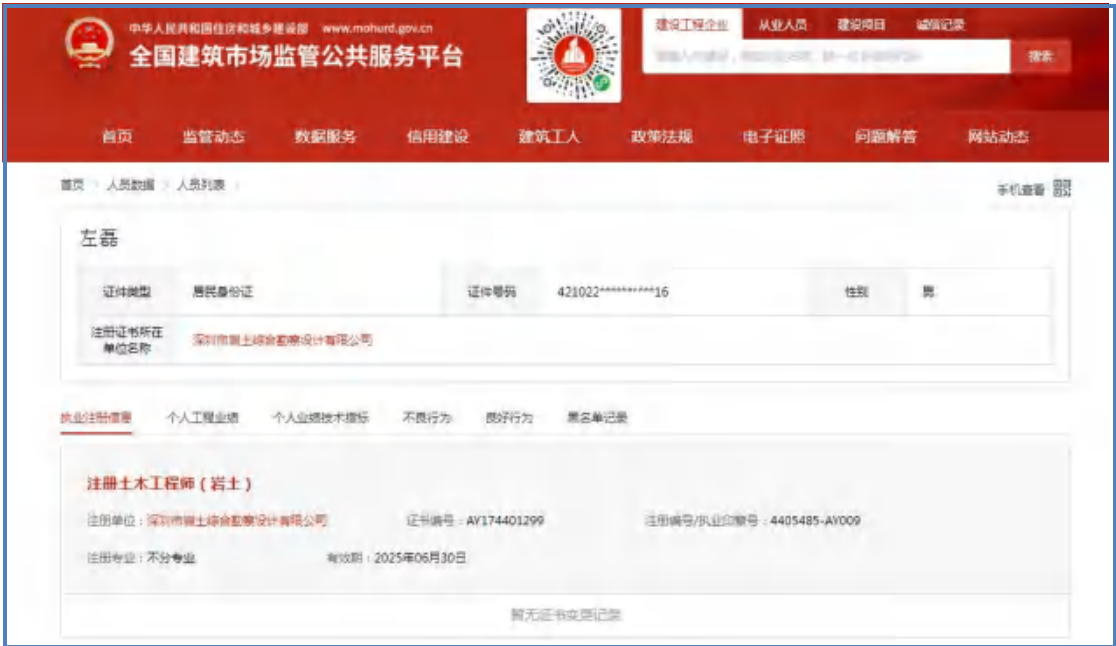 中华人民共和国住房和城乡建设部 www.mohurd.gov.cn
全国建筑市场监管公共服务平台
建设工程企业 从业人员 建设项目 诚信记录
搜索
首页 监管动态 数据服务 信用建设 建筑工人 政策法规 电子证照 问题解答 网站动态
首页 > 人员数据 > 人员列表 >
手机查看
左磊
证件类型 居民身份证 证件号码 421022**********16 性别 男
注册证书所在
单位名称
深圳市 土综合勘察设计有限公司
执业注册信息 个人工程业绩 个人业绩技术指标 不良行为 良好行为 黑名单记录
注册土木工程师（岩土）
注册单位：深圳市 土综合勘察设计有限公司 证书编号：AY174401299 注册编号/执业印章号：4405485-AY009
注册专业：不分专业 有效期：2025年06月30日
暂无证书变更记录